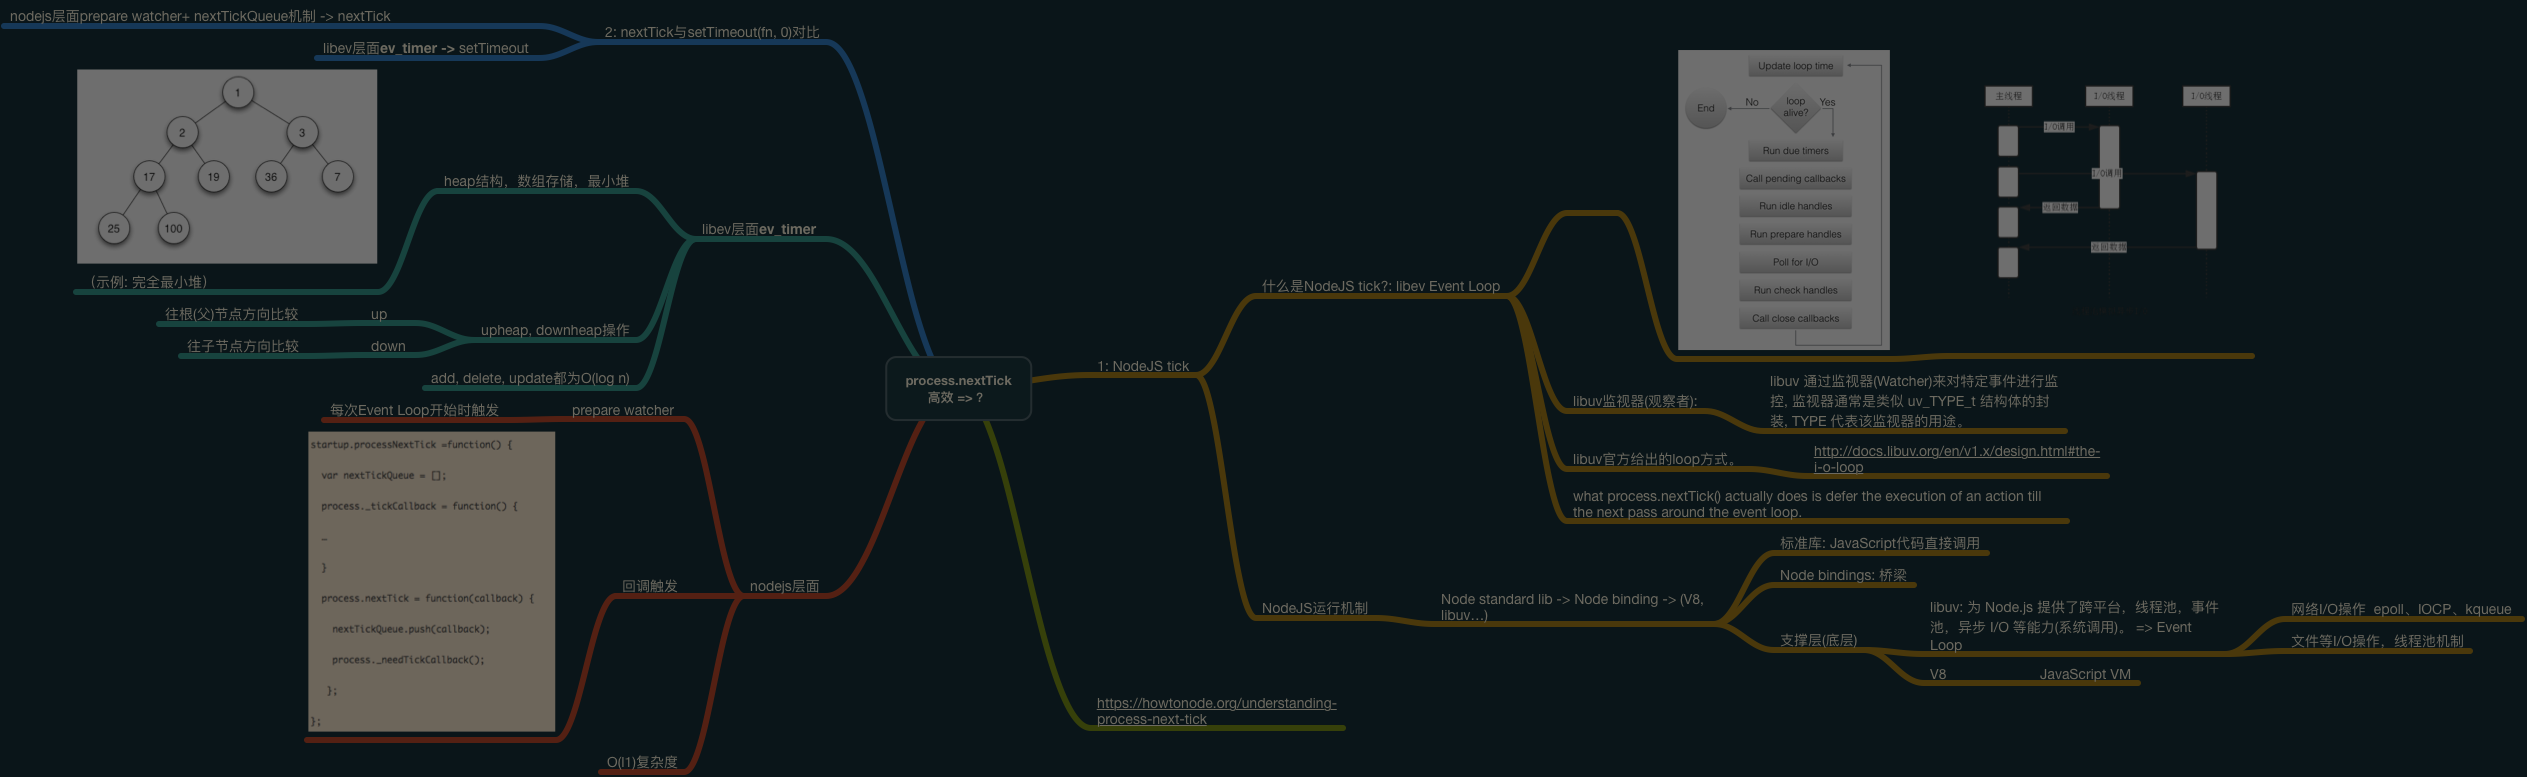 process.nextTick
高效 => ?
2: nextTick与setTimeout(fn, 0)对比
nodejs层面prepare watcher+ nextTickQueue机制 -> nextTick
libev层面ev_timer -> setTimeout
libev层面ev_timer
heap结构，数组存储，最小堆
1
2
3
17
19
36
7
25
100
（示例: 完全最小堆）
upheap, downheap操作
up
往根(父)节点方向比较
down
往子节点方向比较
add, delete, update都为O(log n)
nodejs层面
prepare watcher
每次Event Loop开始时触发
回调触发
startup.processNextTick =function() {
var nextTickQueue = [];
process._tickCallback = function() {
…
}
process.nextTick = function(callback) {
nextTickQueue.push(callback);
process._needTickCallback();
};
};
O(l1)复杂度
1: NodeJS tick
什么是NodeJS tick?: libev Event Loop
Update loop time
loop
alive?
No
Yes
End
Run due timers
Call pending callbacks
Run idle handles
Run prepare handles
Poll for I/O
Run check handles
Call close callbacks
主线程
I/O线程
I/O线程
I/O调用
I/O调用
返回数据
返回数据
libuv监视器(观察者):
libuv 通过监视器(Watcher)来对特定事件进行监
控, 监视器通常是类似 uv_TYPE_t 结构体的封
装, TYPE 代表该监视器的用途。
libuv官方给出的loop方式。
http://docs.libuv.org/en/v1.x/design.html#the-
i-o-loop
what process.nextTick() actually does is defer the execution of an action till
the next pass around the event loop.
NodeJS运行机制
Node standard lib -> Node binding -> (V8,
libuv…)
标准库: JavaScript代码直接调用
Node bindings: 桥梁
支撑层(底层)
libuv: 为 Node.js 提供了跨平台，线程池，事件
池，异步 I/O 等能力(系统调用)。 => Event
Loop
网络I/O操作 epoll、IOCP、kqueue
文件等I/O操作，线程池机制
V8
JavaScript VM
https://howtonode.org/understanding-
process-next-tick